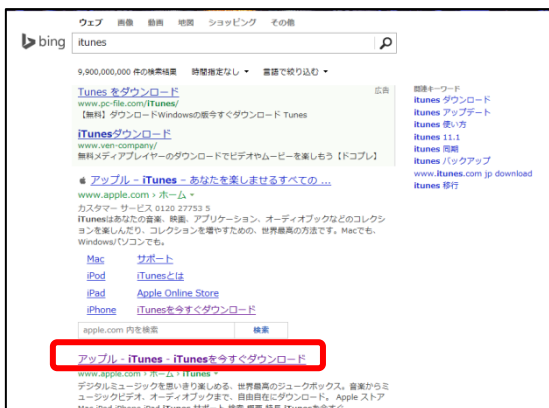 ウェブ 画像 動画 地図 ショッピング その他
bing itunes
9,900,000,000 件の検索結果 時間指定なし ▼ 言語で絞り込む ▼
Tunes をダウンロード 広告
www.pc-file.com/iTunes/
【無料】ダウンロードWindowsの版今すぐダウンロード Tunes
iTunesダウンロード
www.ven-company/
無料メディアプレイヤーのダウンロードでビデオやムービーを楽しもう【ドコプレ】
関連キーワード
itunes ダウンロード
itunes アップデート
itunes 使い方
itunes 11.1
itunes 同期
itunes バックアップ
www.itunes.com jp download
itunes 移行
アップル - iTunes - あなたを楽しませるすべての ...
www.apple.com › ホーム ▼
カスタマー サービス 0120 27753 5
iTunesはあなたの音楽、映画、アプリケーション、オーディオブックなどのコレクシ
ョンを楽しんだり、コレクションを増やすための、世界最高の方法です。Macでも、
Windowsパソコンでも。
Mac サポート
iPod iTunesとは
iPad Apple Online Store
iPhone iTunesを今すぐダウンロード
apple.com 内を検索 検索
アップル - iTunes - iTunesを今すぐダウンロード
www.apple.com › ホーム › iTunes ▼
デジタルミュージックを思いきり楽しめる、世界最高のジュークボックス。音楽からミ
ュージックビデオ、オーディオブックまで、自由自在にダウンロード。 Apple ストア